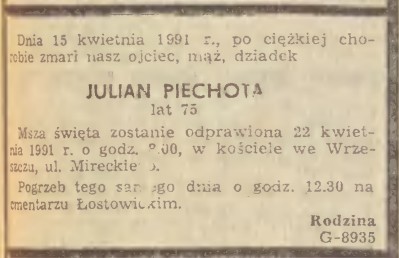 Dnia 15 kwietnia 1991 r., po ciężkiej cho-
robie zmarł nasz ojciec, mąż, dziadek
JULIAN PIECHOTA
lat 75
Msza święta zostanie odprawiona 22 kwiet-
nia 1991 r. o godz. w kościele we Wrze-
szczu, ul.
Pogrzeb tego samego dnia o godz. 12.30 na
cmentarzu Łostowickim.
Rodzina
G-8935